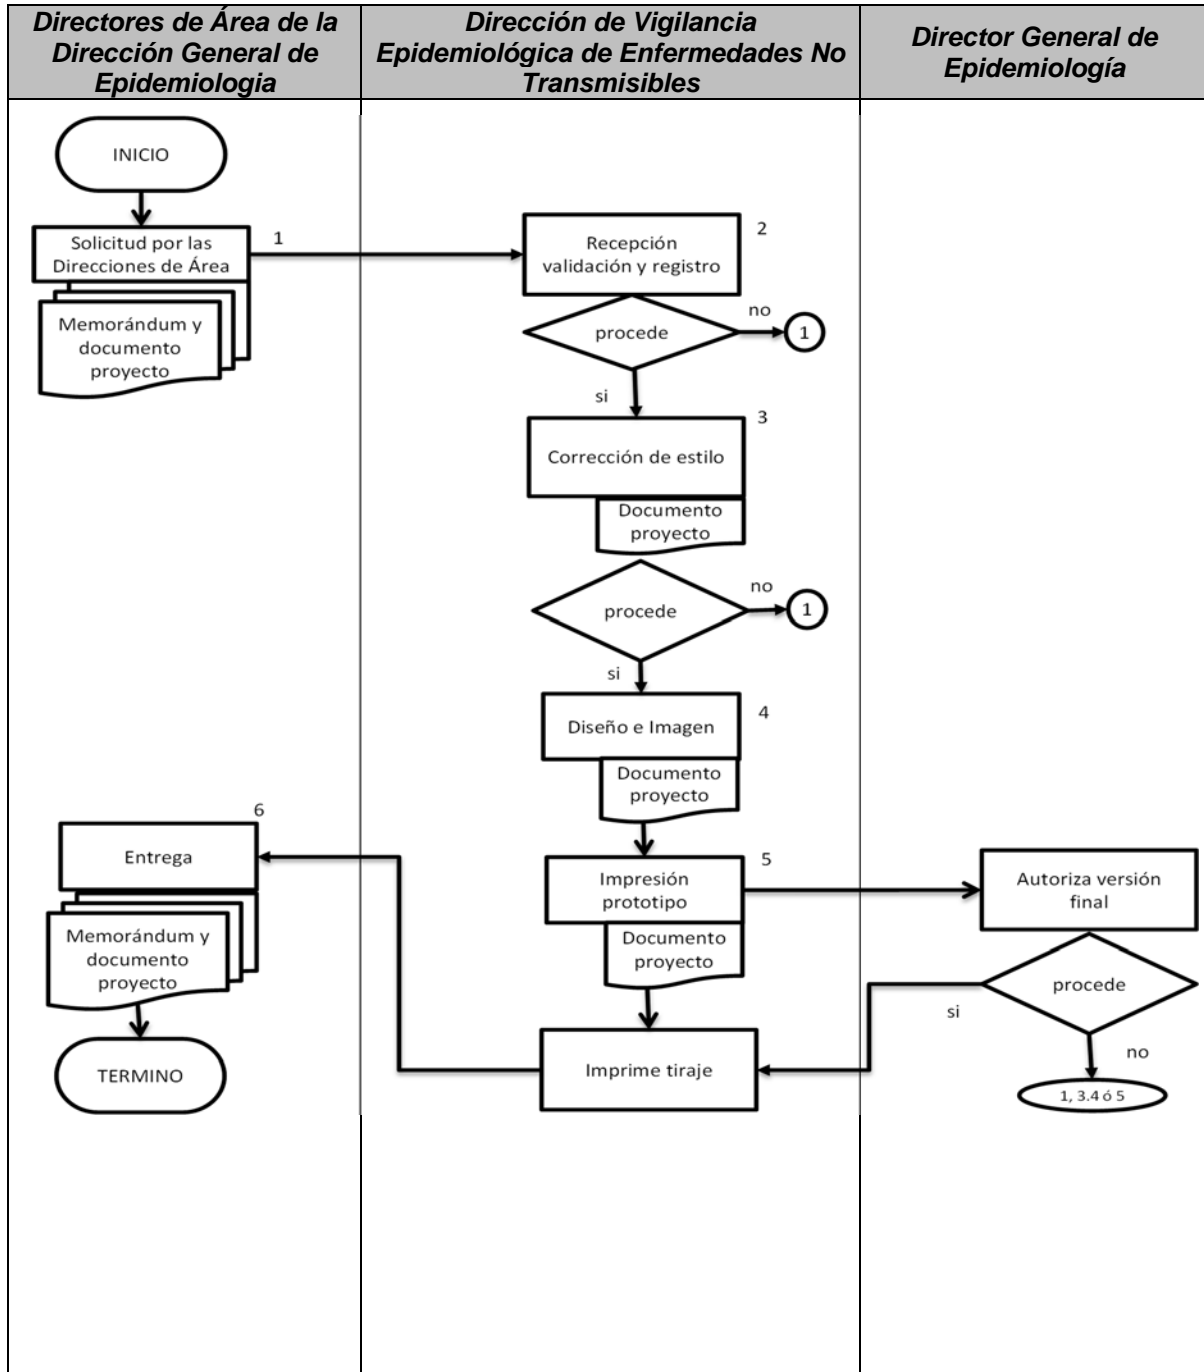 Directores de Área de la
Dirección General de
Epidemiologia
Dirección de Vigilancia
Epidemiológica de Enfermedades No
Transmisibles
Director General de
Epidemiología
INICIO
Solicitud por las
Direcciones de Área
1
Memorándum y
documento
proyecto
Recepción
validación y registro
2
procede
no
1
si
Corrección de estilo
3
Documento
proyecto
procede
no
1
si
Diseño e Imagen
4
Documento
proyecto
Impresión
prototipo
5
Documento
proyecto
Autoriza versión
final
procede
si
no
1, 3.4 ó 5
Imprime tiraje
6
Entrega
Memorándum y
documento
proyecto
TERMINO